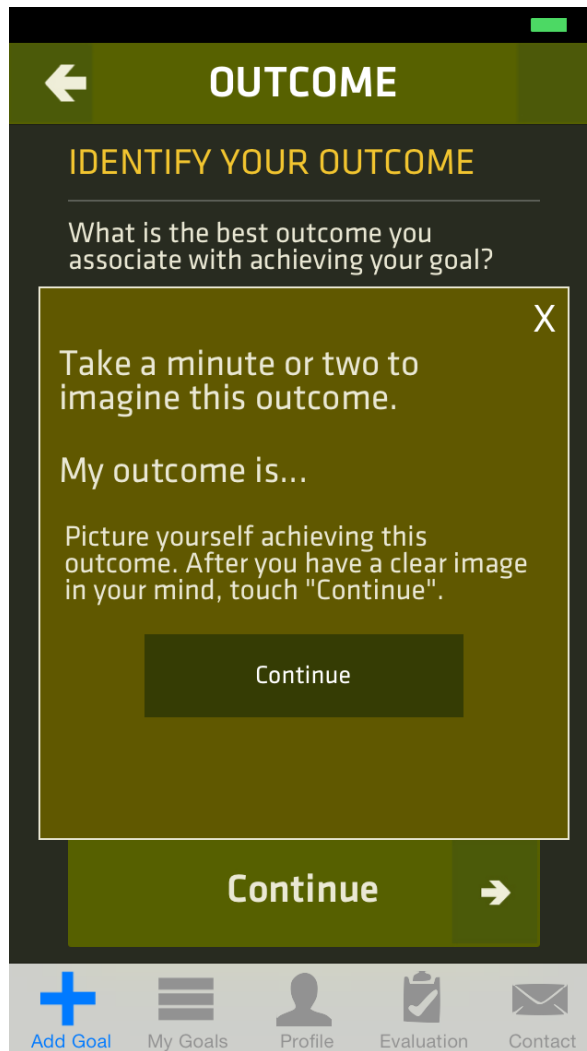 OUTCOME
IDENTIFY YOUR OUTCOME
What is the best outcome you
associate with achieving your goal?
X
Take a minute or two to
imagine this outcome.
My outcome is...
Picture yourself achieving this
outcome. After you have a clear image
in your mind, touch "Continue".
Continue
Continue
Add Goal My Goals Profile Evaluation Contact